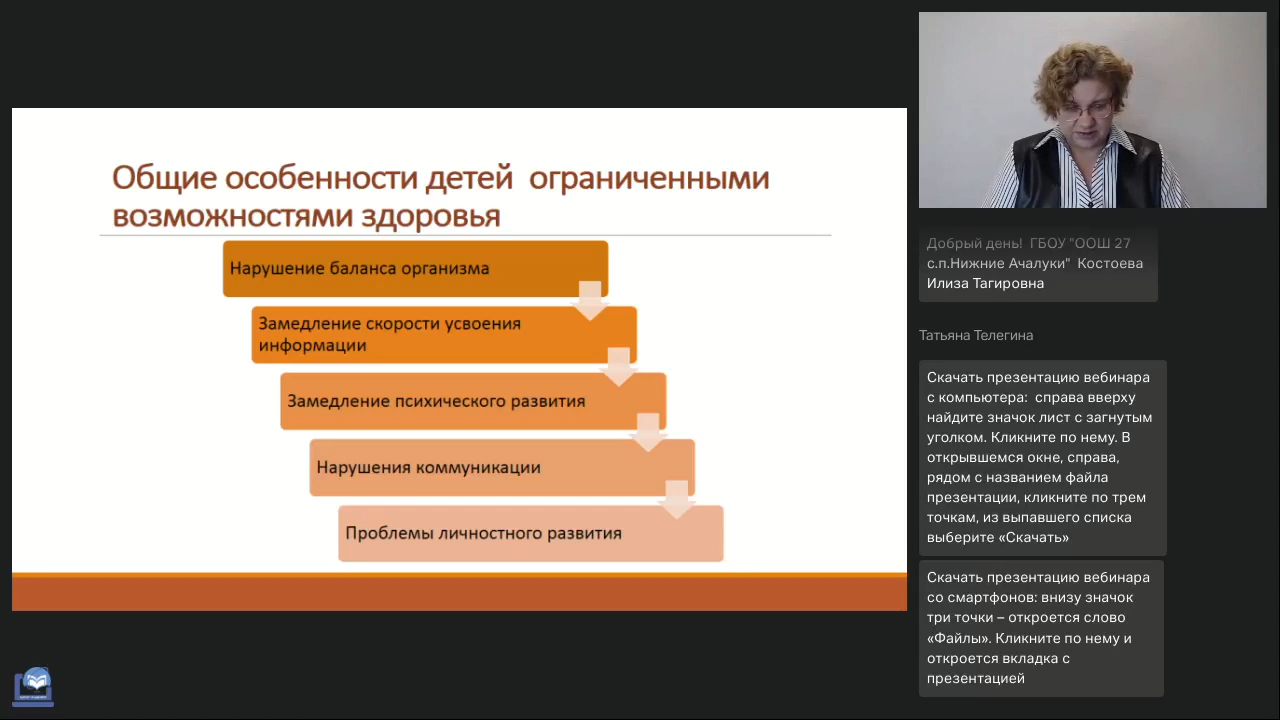 Общие особенности детей  ограниченными
возможностями здоровья
Нарушение баланса организма
Замедление скорости усвоения
информации
Замедление психического развития
Нарушения коммуникации
Проблемы личностного развития
Добрый день!  ГБОУ "ООШ 27
с.п.Нижние Ачалуки"  Костоева
Илиза Тагировна
Татьяна Телегина
Скачать презентацию вебинара
с компьютера:  справа вверху
найдите значок лист с загнутым
уголком. Кликните по нему. В
открывшемся окне, справа,
рядом с названием файла
презентации, кликните по трем
точкам, из выпавшего списка
выберите «Скачать»
Скачать презентацию вебинара
со смартфонов: внизу значок
три точки – откроется слово
«Файлы». Кликните по нему и
откроется вкладка с
презентацией